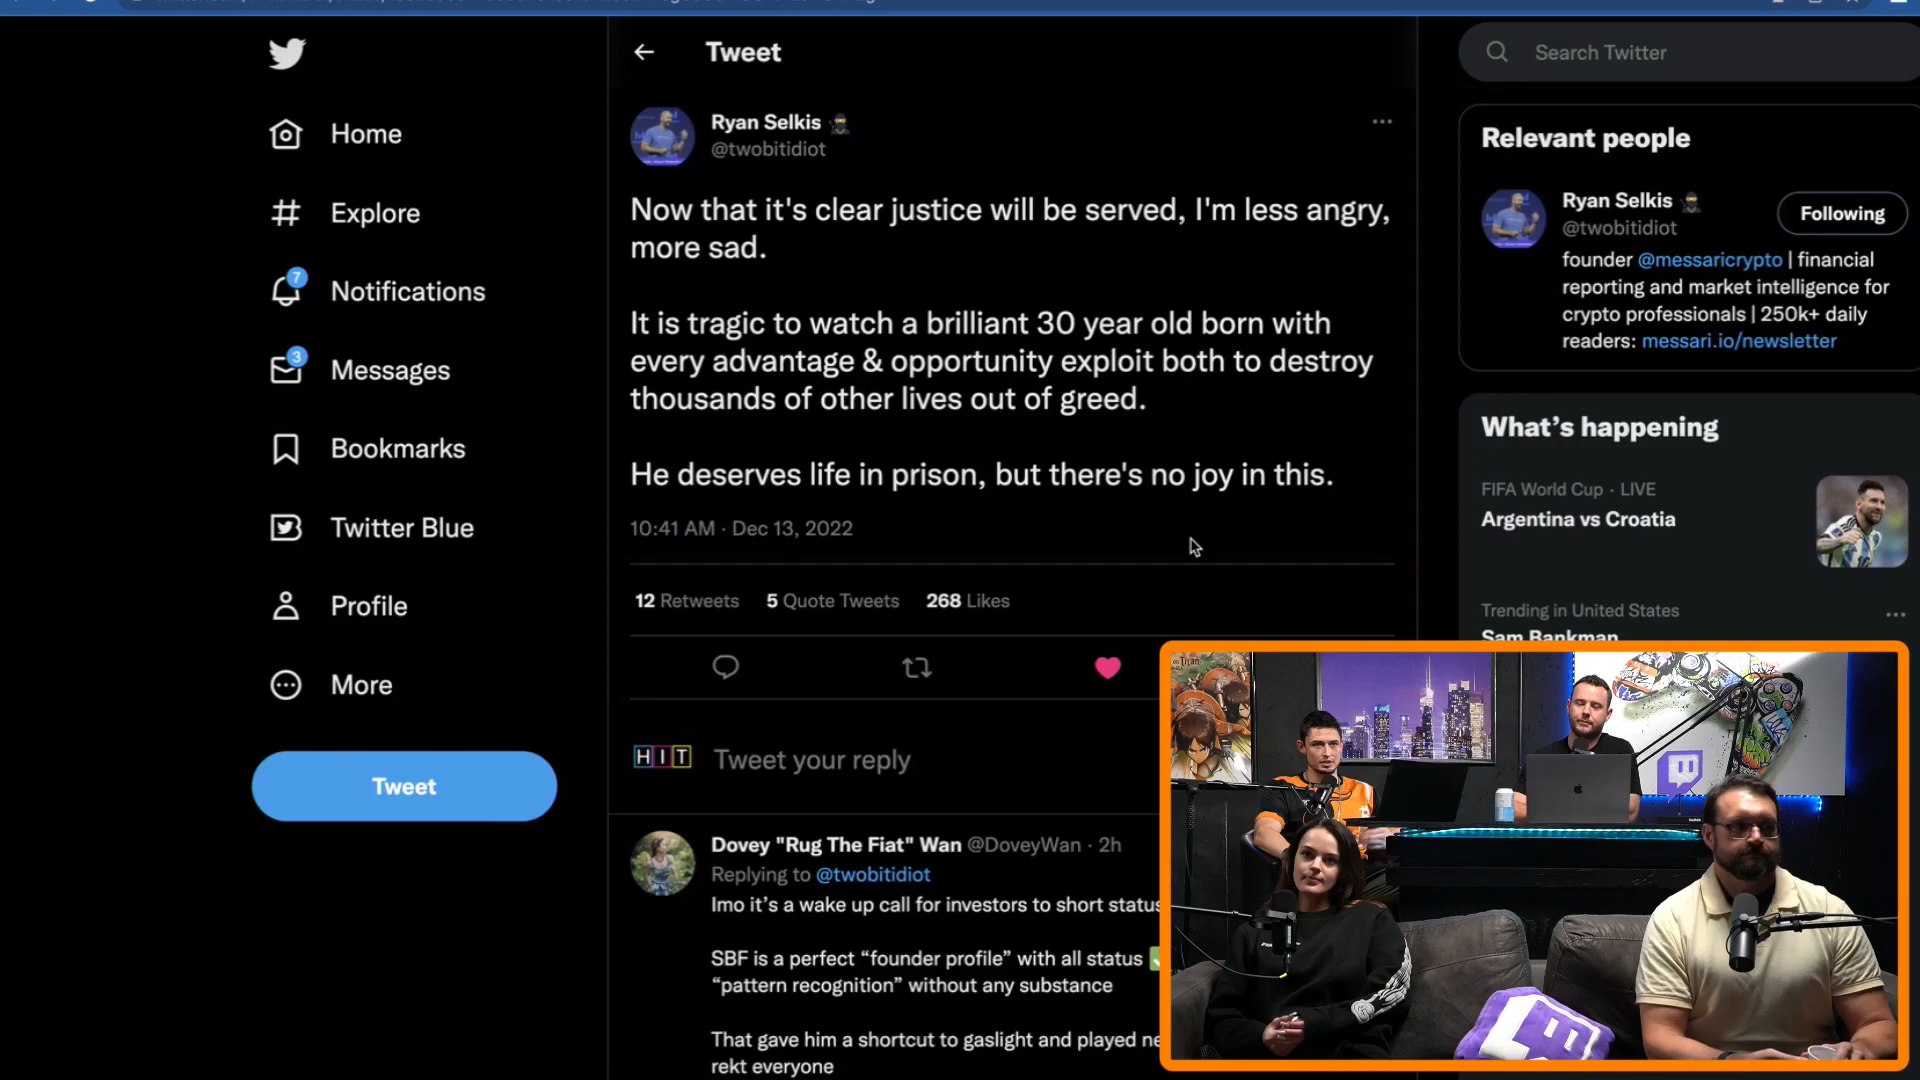 Home
Explore
7
Notifications
3
Messages
Bookmarks
Twitter Blue
Profile
More
Tweet
Tweet
Ryan Selkis
@twobitidiot
Now that it's clear justice will be served, I'm less angry,
more sad.
It is tragic to watch a brilliant 30 year old born with
every advantage & opportunity exploit both to destroy
thousands of other lives out of greed.
He deserves life in prison, but there's no joy in this.
10:41 AM · Dec 13, 2022
12 Retweets 5 Quote Tweets 268 Likes
HIT Tweet your reply
Dovey "Rug The Fiat" Wan @DoveyWan · 2h
Replying to @twobitidiot
Imo it's a wake up call for investors to short status
SBF is a perfect “founder profile” with all status
“pattern recognition” without any substance
That gave him a shortcut to gaslight and played
rekt everyone
Search Twitter
Relevant people
Ryan Selkis
@twobitidiot
Following
founder @messaricrypto | financial
reporting and market intelligence for
crypto professionals | 250k+ daily
readers: messari.io/newsletter
What's happening
FIFA World Cup · LIVE
Argentina vs Croatia
Trending in United States
Sam Bankman